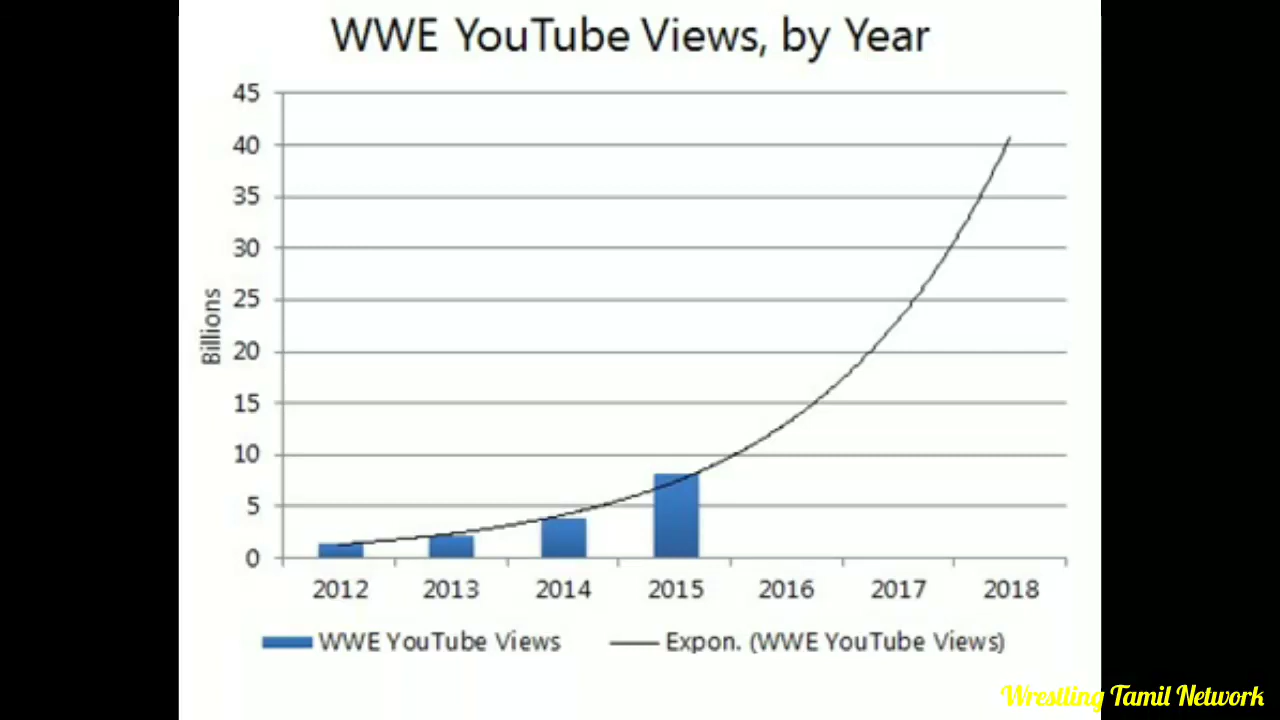 WWE YouTube Views, by Year
45
40
35
30
25
20
15
10
5
0
Billions
2012 2013 2014 2015 2016 2017 2018
WWE YouTube Views Expon. (WWE YouTube Views)
Wrestling Tamil Network